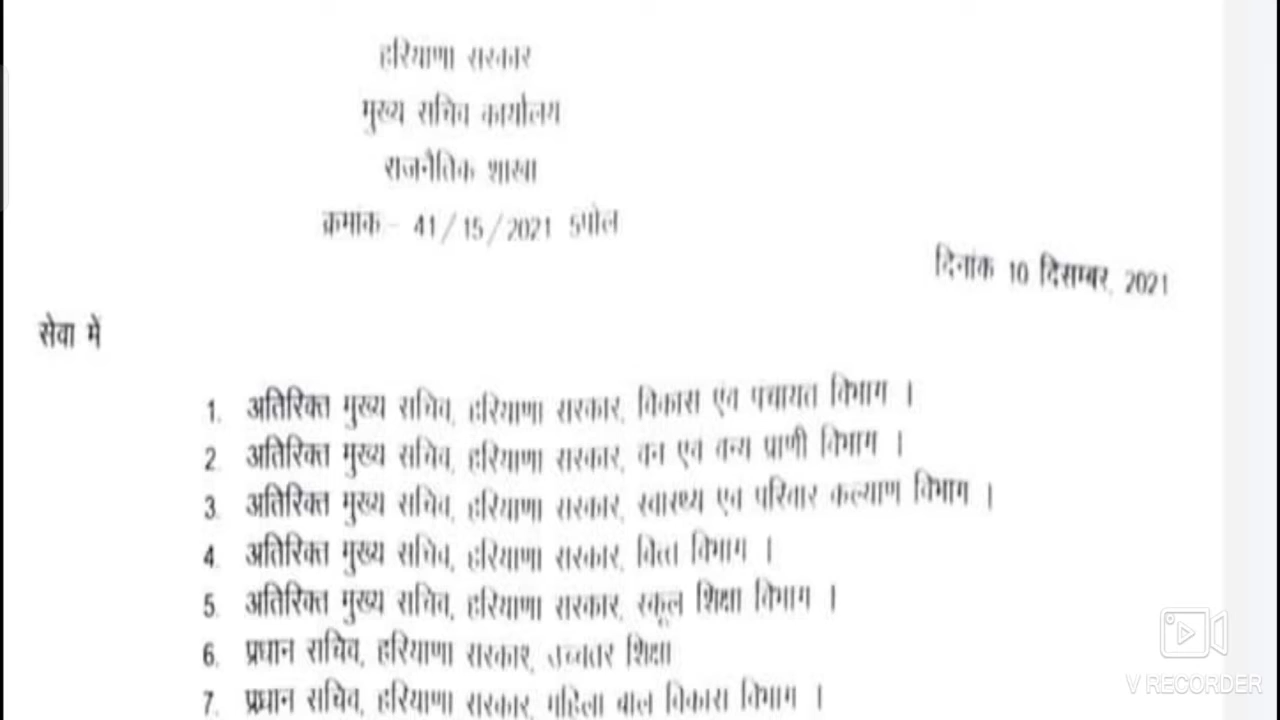 हरियाणा सरकार
मुख्य सचिव कार्यालय
राजनैतिक शाखा
क्रमांक - 41/15/2021 5पोल
दिनांक 10 दिसम्बर, 2021
सेवा में
1. अतिरिक्त मुख्य सचिव, हरियाणा सरकार, विकास एंव पंचायत विभाग ।
2. अतिरिक्त मुख्य सचिव, हरियाणा सरकार, वन एवं वन्य प्राणी विभाग ।
3. अतिरिक्त मुख्य सचिव, हरियाणा सरकार, स्वास्थ्य एवं परिवार कल्याण विभाग ।
4. अतिरिक्त मुख्य सचिव, हरियाणा सरकार, वित्त विभाग ।
5. अतिरिक्त मुख्य सचिव, हरियाणा सरकार, स्कूल शिक्षा विभाग ।
6. प्रधान सचिव, हरियाणा सरकार, उच्चतर शिक्षा
7. प्रधान सचिव, हरियाणा सरकार, महिला बाल विकास विभाग ।
V RECORDER